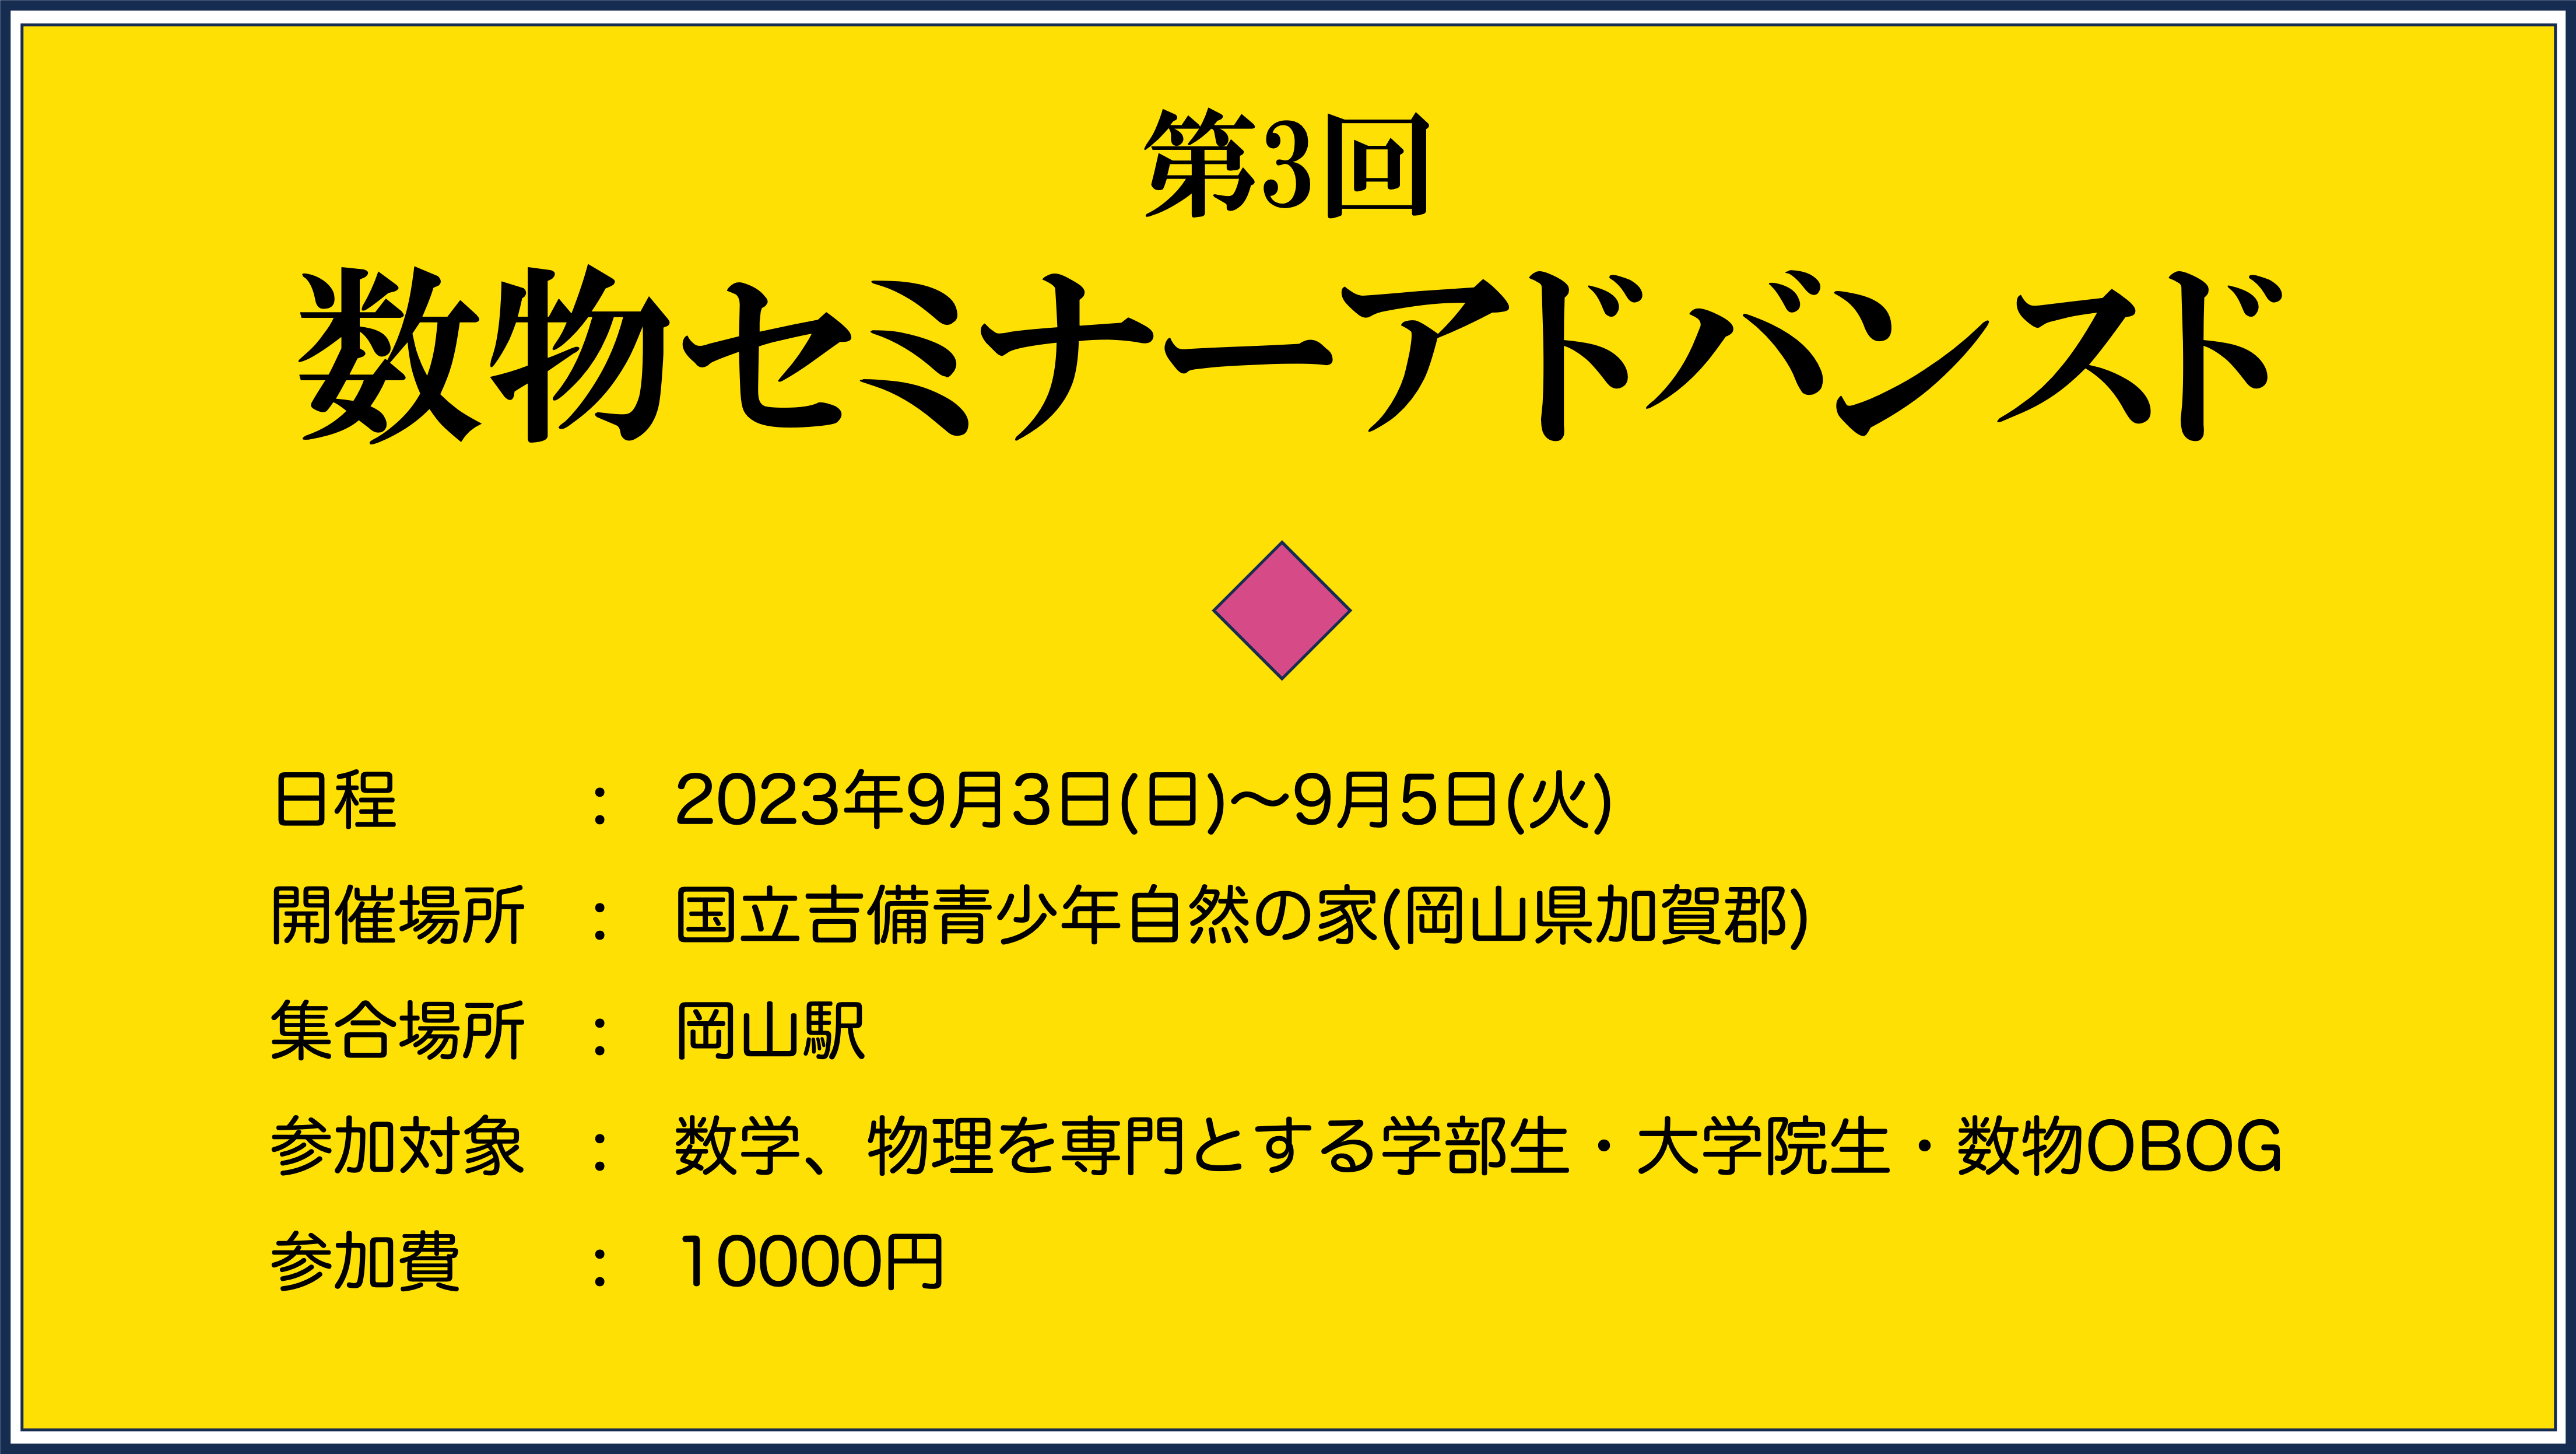 第3回
数物セミナーアドバンスド
日程 : 2023年9月3日(日)〜9月5日(火)
開催場所 : 国立吉備青少年自然の家(岡山県加賀郡)
集合場所 : 岡山駅
参加対象 : 数学、物理を専門とする学部生・大学院生・数物OBOG
参加費 : 10000円